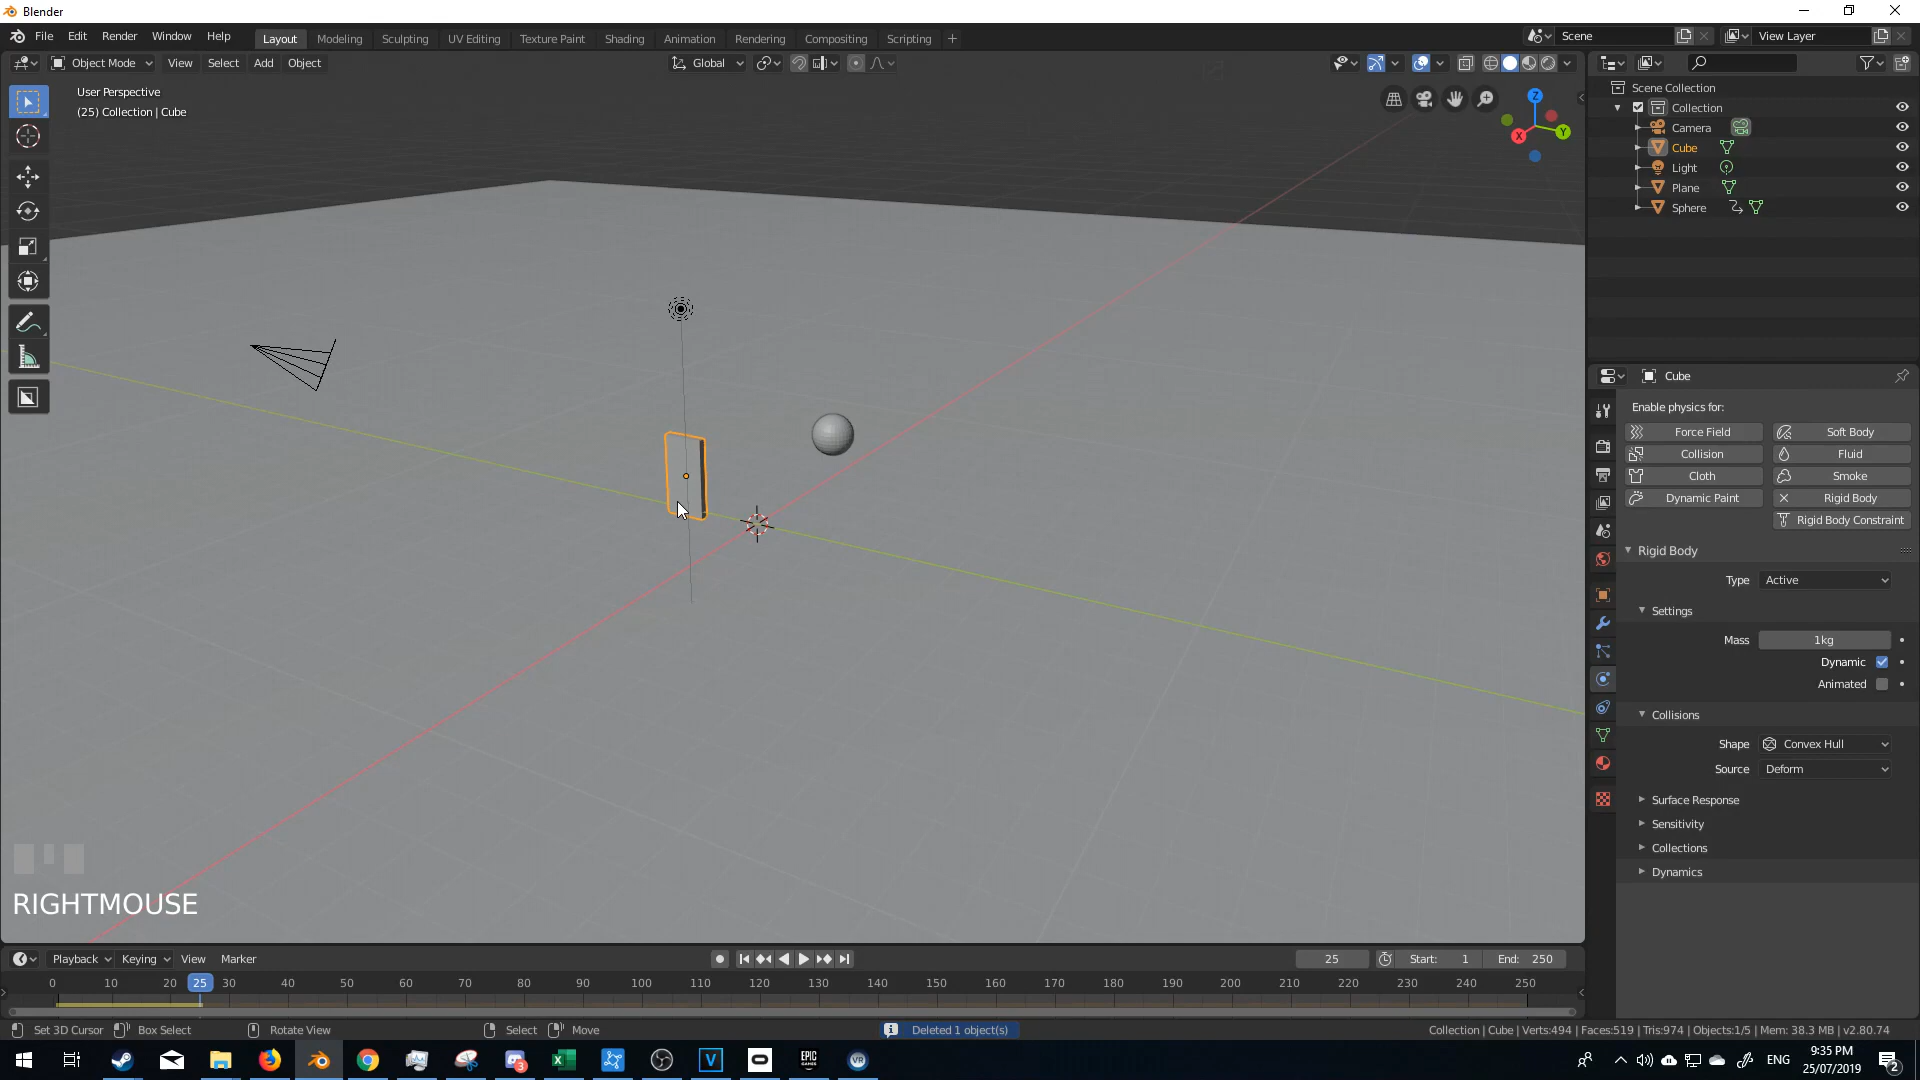 Blender
File Edit Render Window Help Layout Modeling Sculpting UV Editing Texture Paint Shading Animation Rendering Compositing Scripting + Scene View Layer
Object Mode View Select Add Object Global
User Perspective
(25) Collection | Cube
Z
Y
X
Scene Collection
Collection
Camera
Cube
Light
Plane
Sphere
Cube
Enable physics for:
Force Field Soft Body
Collision Fluid
Cloth Smoke
Dynamic Paint Rigid Body
Rigid Body Constraint
Rigid Body
Type Active
Settings
Mass 1kg
Dynamic
Animated
Collisions
Shape Convex Hull
Source Deform
Surface Response
Sensitivity
Collections
Dynamics
RIGHTMOUSE
Playback Keying View Marker 25 Start: 1 End: 250
0 10 20 25 30 40 50 60 70 80 90 100 110 120 130 140 150 160 170 180 190 200 210 220 230 240 250
Set 3D Cursor Box Select Rotate View Select Move Deleted 1 object(s) Collection | Cube | Verts:494 | Faces:519 | Tris:974 | Objects:1/5 | Mem: 38.3 MB | v2.80.74
3 V EPIC GAMES VR ENG 9:35 PM
25/07/2019 2